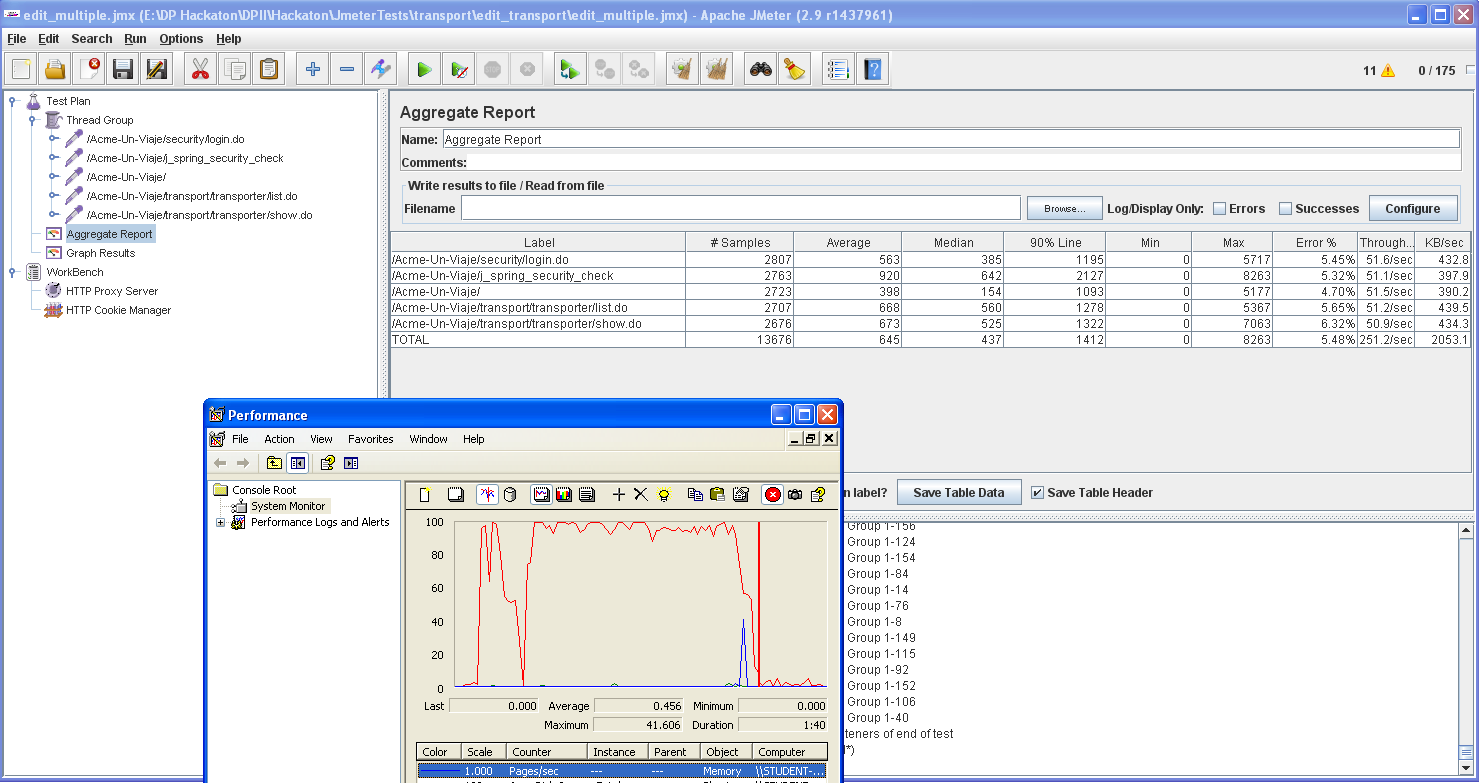 edit_multiple.jmx (E:\DP Hackaton\DPII\Hackaton\JmeterTests\transport\edit_transport\edit_multiple.jmx) - Apache JMeter (2.9 r1437961)
File Edit Search Run Options Help
11 0 / 175
Test Plan
Thread Group
/Acme-Un-Viaje/security/login.do
/Acme-Un-Viaje/j_spring_security_check
/Acme-Un-Viaje/
/Acme-Un-Viaje/transport/transporter/list.do
/Acme-Un-Viaje/transport/transporter/show.do
Aggregate Report
Graph Results
WorkBench
HTTP Proxy Server
HTTP Cookie Manager
Aggregate Report
Name: Aggregate Report
Comments:
Write results to file / Read from file
Filename Browse... Log/Display Only: Errors Successes Configure
Label # Samples Average Median 90% Line Min Max Error % Through... KB/sec
/Acme-Un-Viaje/security/login.do 2807 563 385 1195 0 5717 5.45% 51.6/sec 432.8
/Acme-Un-Viaje/j_spring_security_check 2763 920 642 2127 0 8263 5.32% 51.1/sec 397.9
/Acme-Un-Viaje/ 2723 398 154 1093 0 5177 4.70% 51.5/sec 390.2
/Acme-Un-Viaje/transport/transporter/list.do 2707 668 560 1278 0 5367 5.65% 51.2/sec 439.5
/Acme-Un-Viaje/transport/transporter/show.do 2676 673 525 1322 0 7063 6.32% 50.9/sec 434.3
TOTAL 13676 645 437 1412 0 8263 5.48% 251.2/sec 2053.1
n label? Save Table Data Save Table Header
Group 1-156
Group 1-124
Group 1-154
Group 1-84
Group 1-14
Group 1-76
Group 1-8
Group 1-149
Group 1-115
Group 1-92
Group 1-152
Group 1-106
Group 1-40
teners of end of test
*)
Performance
File Action View Favorites Window Help
Console Root
System Monitor
Performance Logs and Alerts
100
80
60
40
20
0
Last 0.000 Average 0.456 Minimum 0.000
Maximum 41.606 Duration 1:40
Color Scale Counter Instance Parent Object Computer
1.000 Pages/sec --- --- Memory \\STUDENT-...